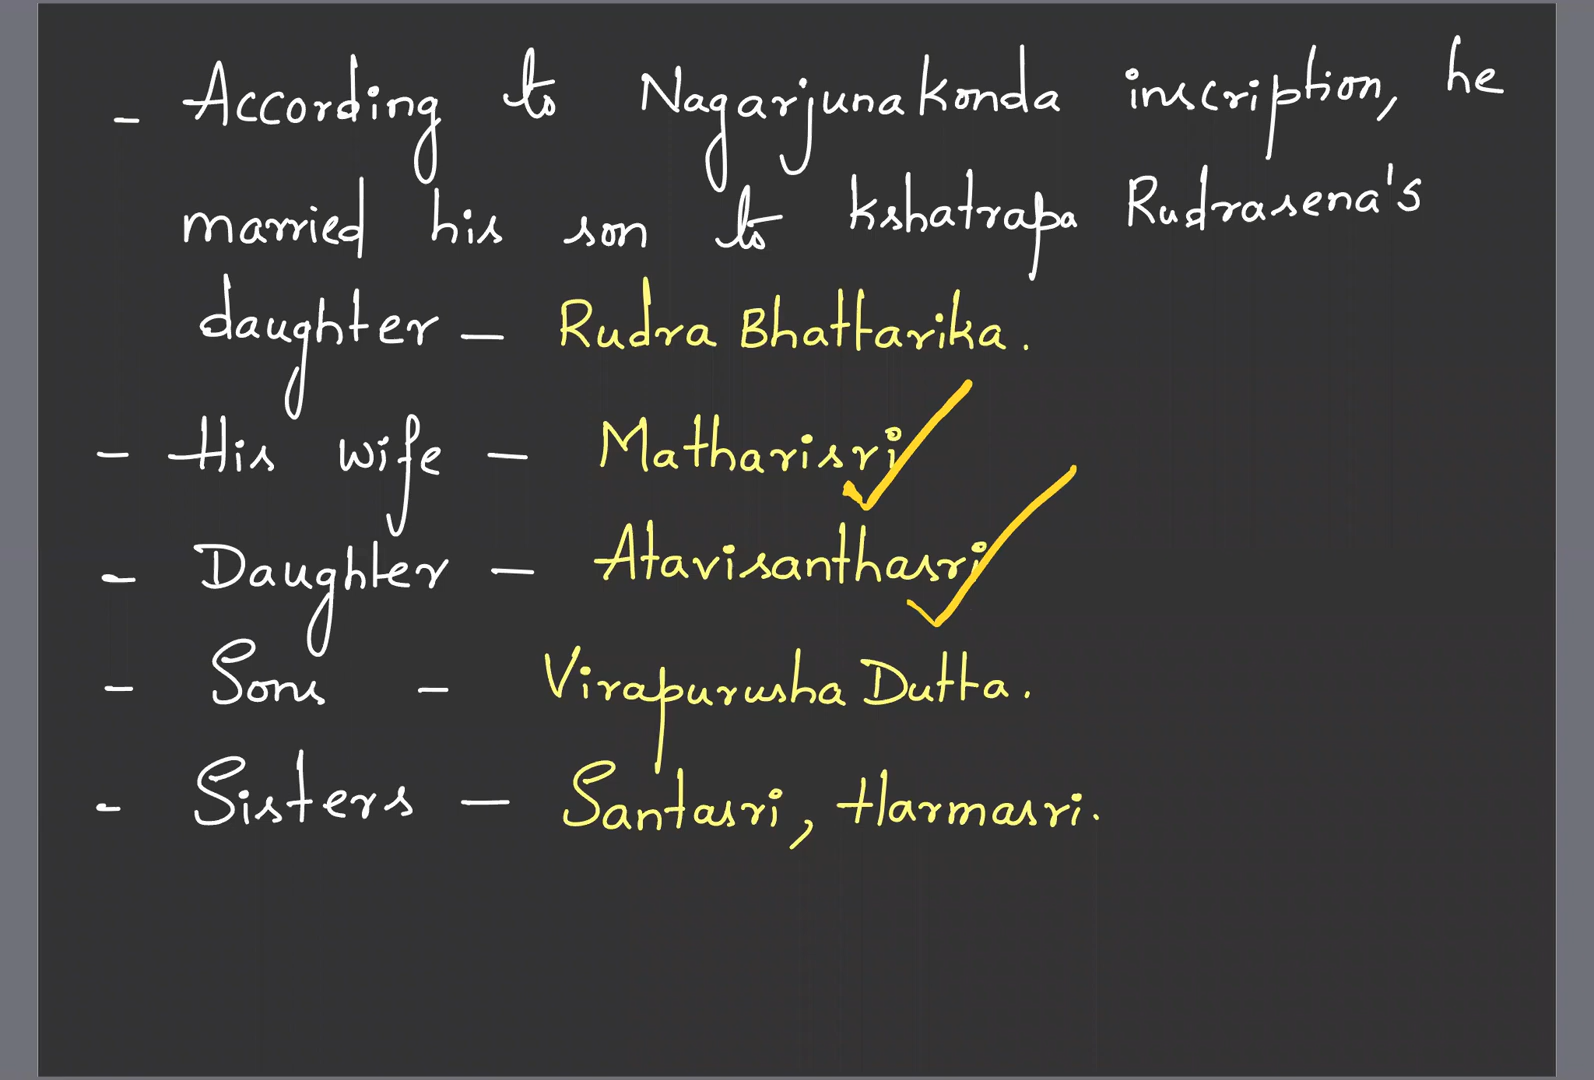 - According to Nagarjunakonda inscription, he
married his son to kshatrapa Rudrasena's
daughter - Rudra Bhattarika.
- His wife - Matharisri
- Daughter - Atavisanthasri
- Sons - Virapurusha Dutta.
- Sisters - Santasri, Harmasri.